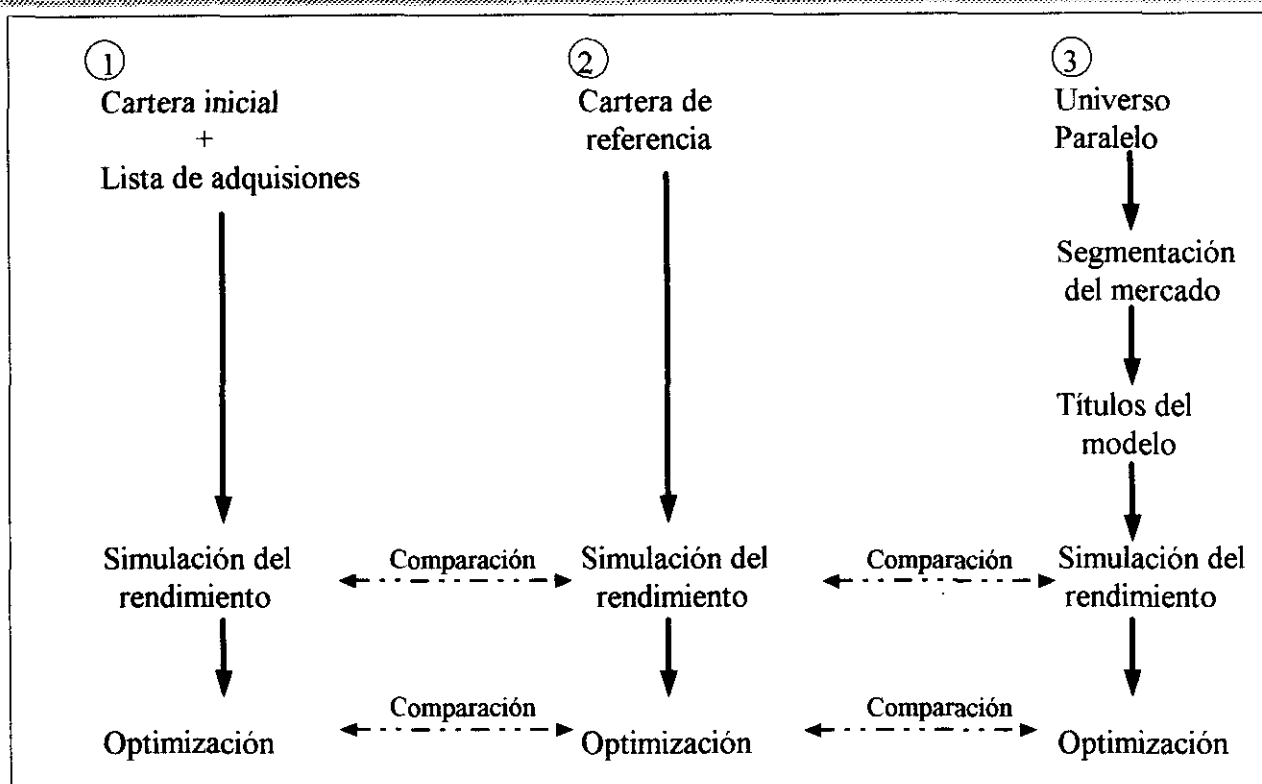 1
Cartera inicial
+
Lista de adquisiones
2
Cartera de
referencia
3
Universo
Paralelo
Segmentación
del mercado
Títulos del
modelo
Simulación del
rendimiento
Comparación
Simulación del
rendimiento
Comparación
Simulación del
rendimiento
Optimización
Comparación
Optimización
Comparación
Optimización